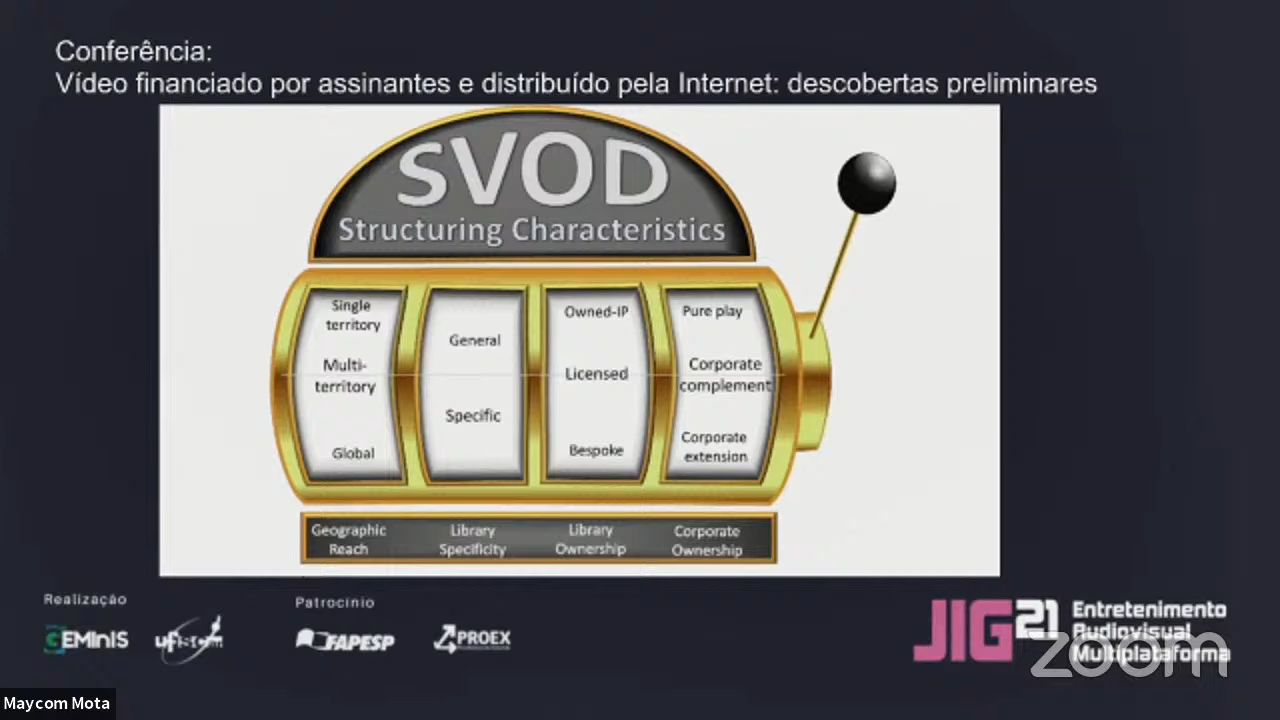 Conferência:
Vídeo financiado por assinantes e distribuído pela Internet: descobertas preliminares
SVOD
Structuring Characteristics
Single
territory
Multi-
territory
Global
General
Specific
Owned-IP
Licensed
Bespoke
Pure play
Corporate
complement
Corporate
extension
Geographic
Reach
Library
Specificity
Library
Ownership
Corporate
Ownership
Realização
GEMInIS
Patrocínio
FAPESP
PROEX
JIG21
Entretenimento
Audiovisual
Multiplataforma
zoom
Maycom Mota